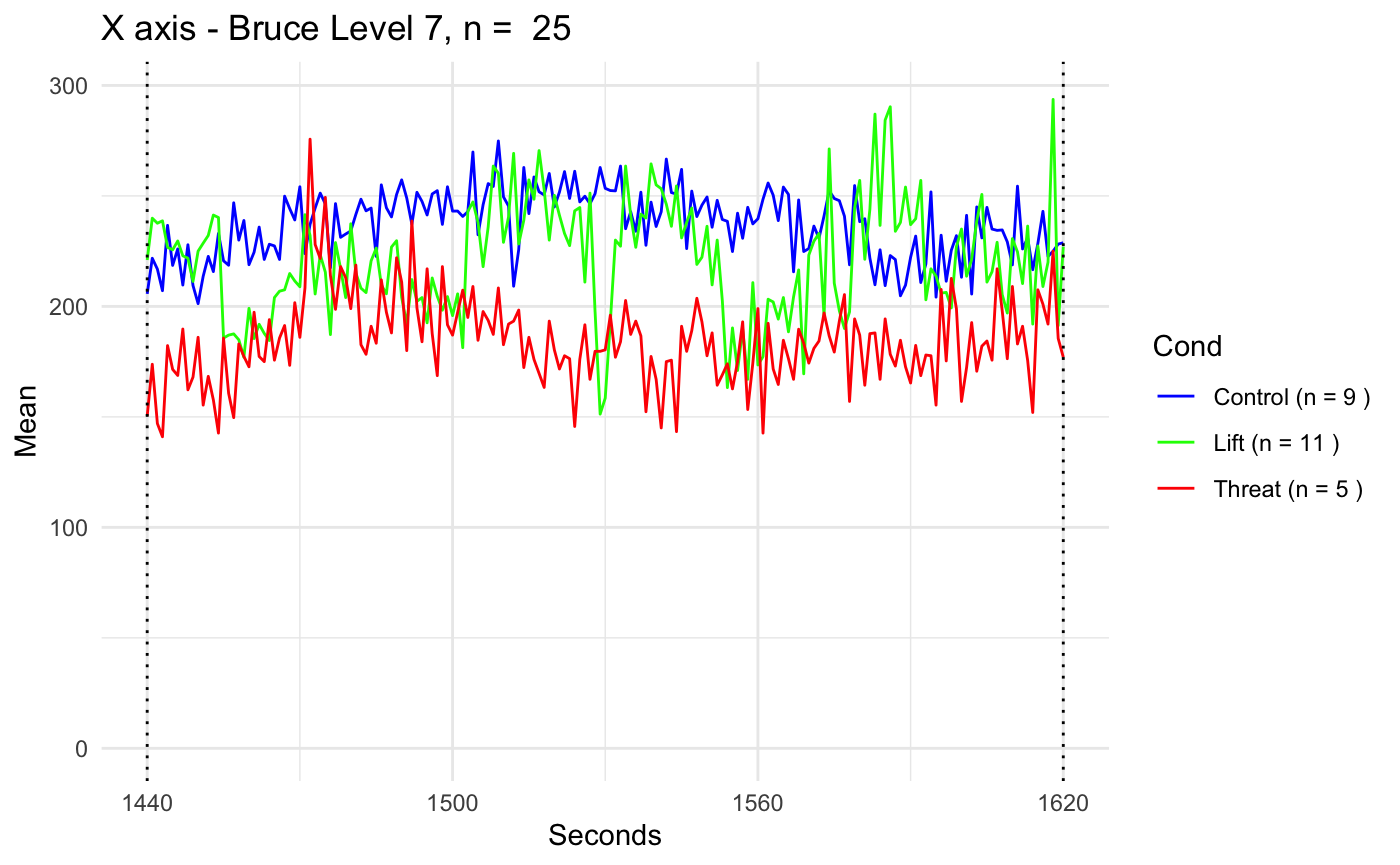 X axis - Bruce Level 7, n =  25
300
200
100
0
Mean
1440
1500
1560
1620
Seconds
Cond
Control (n = 9 )
Lift (n = 11 )
Threat (n = 5 )